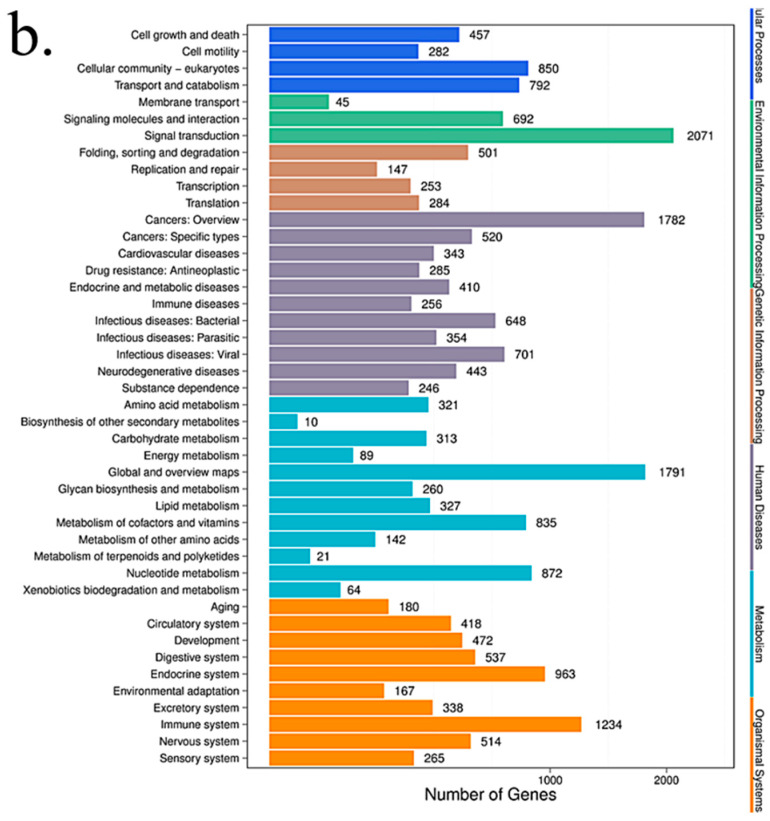 b.
Cell growth and death 457
Cell motility 282
Cellular community – eukaryotes 850
Transport and catabolism 792
Membrane transport 45
Signaling molecules and interaction 692
Signal transduction 2071
Folding, sorting and degradation 501
Replication and repair 147
Transcription 253
Translation 284
Cancers: Overview 1782
Cancers: Specific types 520
Cardiovascular diseases 343
Drug resistance: Antineoplastic 285
Endocrine and metabolic diseases 410
Immune diseases 256
Infectious diseases: Bacterial 648
Infectious diseases: Parasitic 354
Infectious diseases: Viral 701
Neurodegenerative diseases 443
Substance dependence 246
Amino acid metabolism 321
Biosynthesis of other secondary metabolites 10
Carbohydrate metabolism 313
Energy metabolism 89
Global and overview maps 1791
Glycan biosynthesis and metabolism 260
Lipid metabolism 327
Metabolism of cofactors and vitamins 835
Metabolism of other amino acids 142
Metabolism of terpenoids and polyketides 21
Nucleotide metabolism 872
Xenobiotics biodegradation and metabolism 64
Aging 180
Circulatory system 418
Development 472
Digestive system 537
Endocrine system 963
Environmental adaptation 167
Excretory system 338
Immune system 1234
Nervous system 514
Sensory system 265
1000 2000
Number of Genes
ular Processes
Environmental Information Processing
Genetic Information Processing
Human Diseases
Metabolism
Organismal Systems